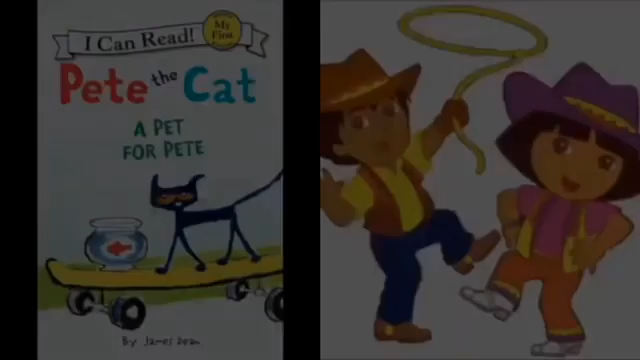 I Can Read!
My
First
Pete the Cat
A PET
FOR PETE
By James Dean